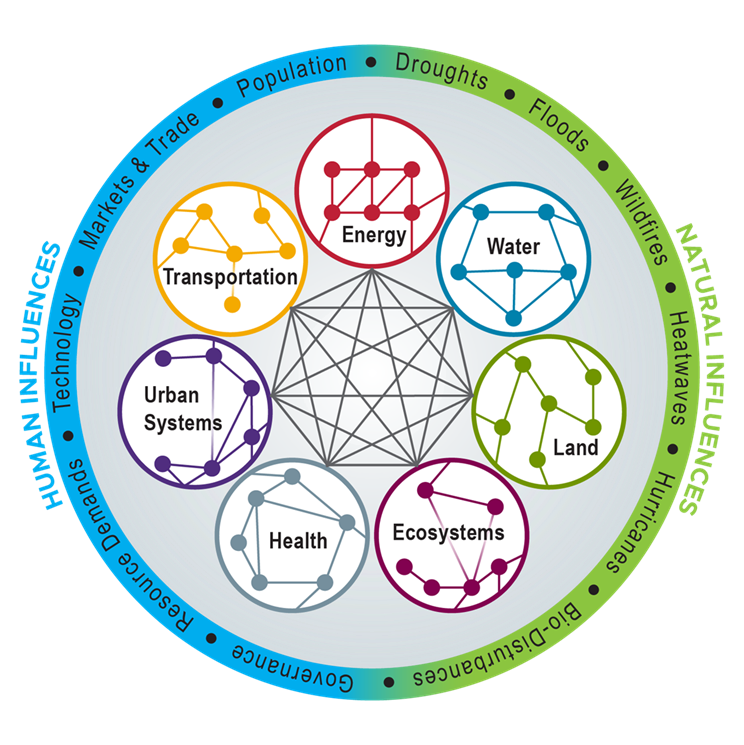 HUMAN INFLUENCES
NATURAL INFLUENCES
Population
Markets & Trade
Technology
Resource Demands
Governance
Droughts
Floods
Wildfires
Heatwaves
Hurricanes
Bio-Disturbances
Energy
Water
Land
Ecosystems
Health
Urban
Systems
Transportation